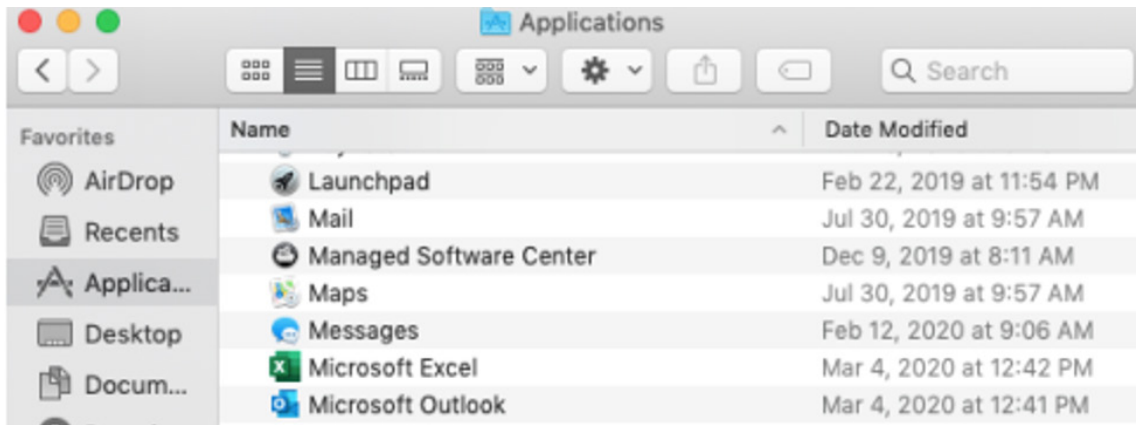 Applications
Search
Favorites
Name
Date Modified
AirDrop
Recents
Applica...
Desktop
Docum...
Launchpad Feb 22, 2019 at 11:54 PM
Mail Jul 30, 2019 at 9:57 AM
Managed Software Center Dec 9, 2019 at 8:11 AM
Maps Jul 30, 2019 at 9:57 AM
Messages Feb 12, 2020 at 9:06 AM
Microsoft Excel Mar 4, 2020 at 12:42 PM
Microsoft Outlook Mar 4, 2020 at 12:41 PM